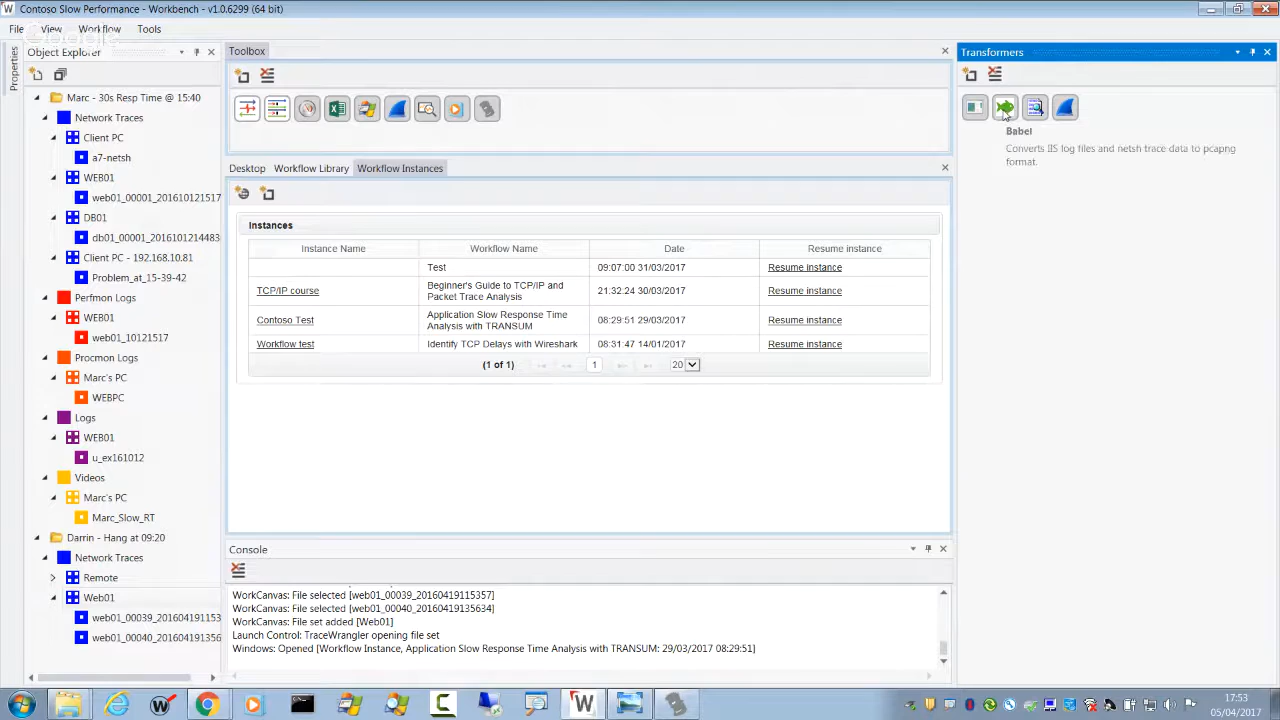 Contoso Slow Performance - Workbench - v1.0.6299 (64 bit)
File View Workflow Tools
Google
Properties
Object Explorer
Marc - 30s Resp Time @ 15:40
Network Traces
Client PC
a7-netsh
WEB01
web01_00001_201610121517
DB01
db01_00001_2016101214483
Client PC - 192.168.10.81
Problem_at_15-39-42
Perfmon Logs
WEB01
web01_10121517
Procmon Logs
Marc's PC
WEBPC
Logs
WEB01
u_ex161012
Videos
Marc's PC
Marc_Slow_RT
Darrin - Hang at 09:20
Network Traces
Remote
Web01
web01_00039_201604191153
web01_00040_201604191356
Toolbox
Desktop Workflow Library Workflow Instances
Instances
Instance Name Workflow Name Date Resume instance
Test 09:07:00 31/03/2017 Resume instance
TCP/IP course Beginner's Guide to TCP/IP and 21:32.24 30/03/2017 Resume instance
Packet Trace Analysis
Contoso Test Application Slow Response Time 08:29:51 29/03/2017 Resume instance
Analysis with TRANSUM
Workflow test Identify TCP Delays with Wireshark 08:31:47 14/01/2017 Resume instance
(1 of 1) 1 20
Console
WorkCanvas: File selected [web01_00039_20160419115357]
WorkCanvas: File selected [web01_00040_20160419135634]
WorkCanvas: File set added [Web01]
Launch Control: TraceWrangler opening file set
Windows: Opened [Workflow Instance, Application Slow Response Time Analysis with TRANSUM: 29/03/2017 08:29:51]
Transformers
Babel
Converts IIS log files and netsh trace data to pcapng
format.
17:53
05/04/2017